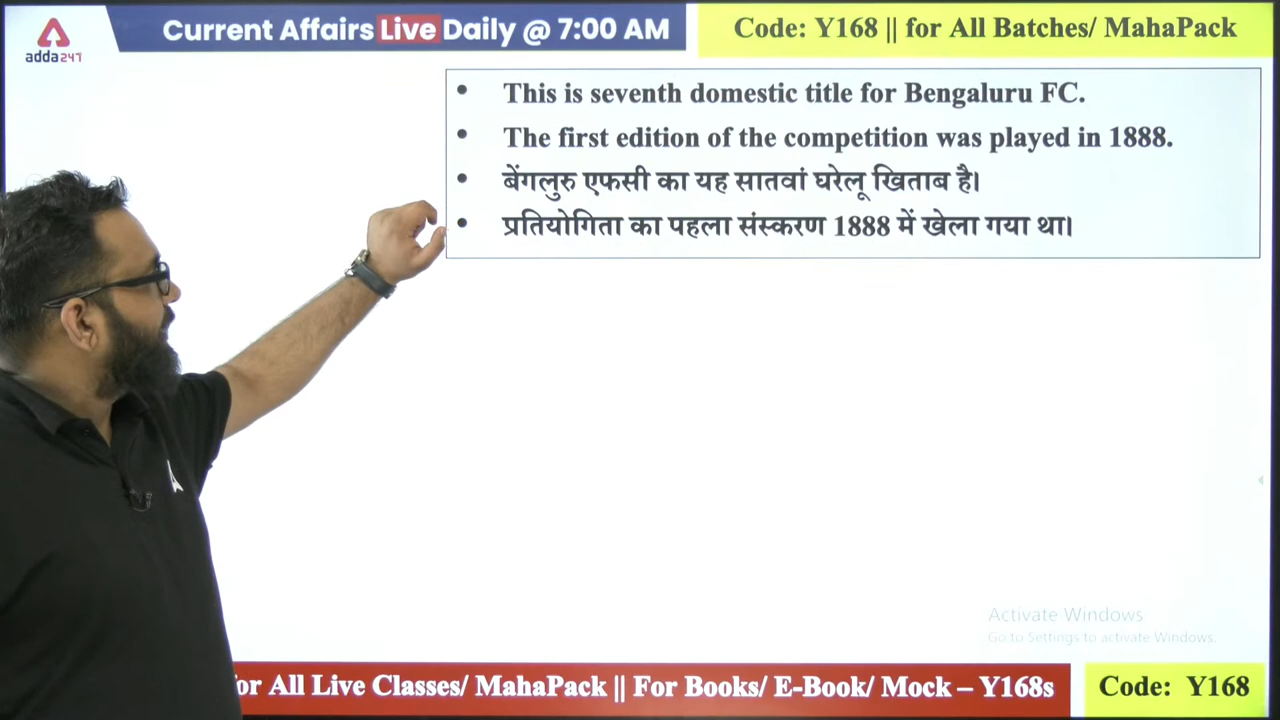 adda247
Current Affairs Live Daily @ 7:00 AM
Code: Y168 || for All Batches/ MahaPack
• This is seventh domestic title for Bengaluru FC.
• The first edition of the competition was played in 1888.
• बेंगलुरु एफसी का यह सातवां घरेलू खिताब है।
• प्रतियोगिता का पहला संस्करण 1888 में खेला गया था।
Activate Windows
Go to Settings to activate Windows.
for All Live Classes/ MahaPack || For Books/ E-Book/ Mock – Y168s
Code: Y168